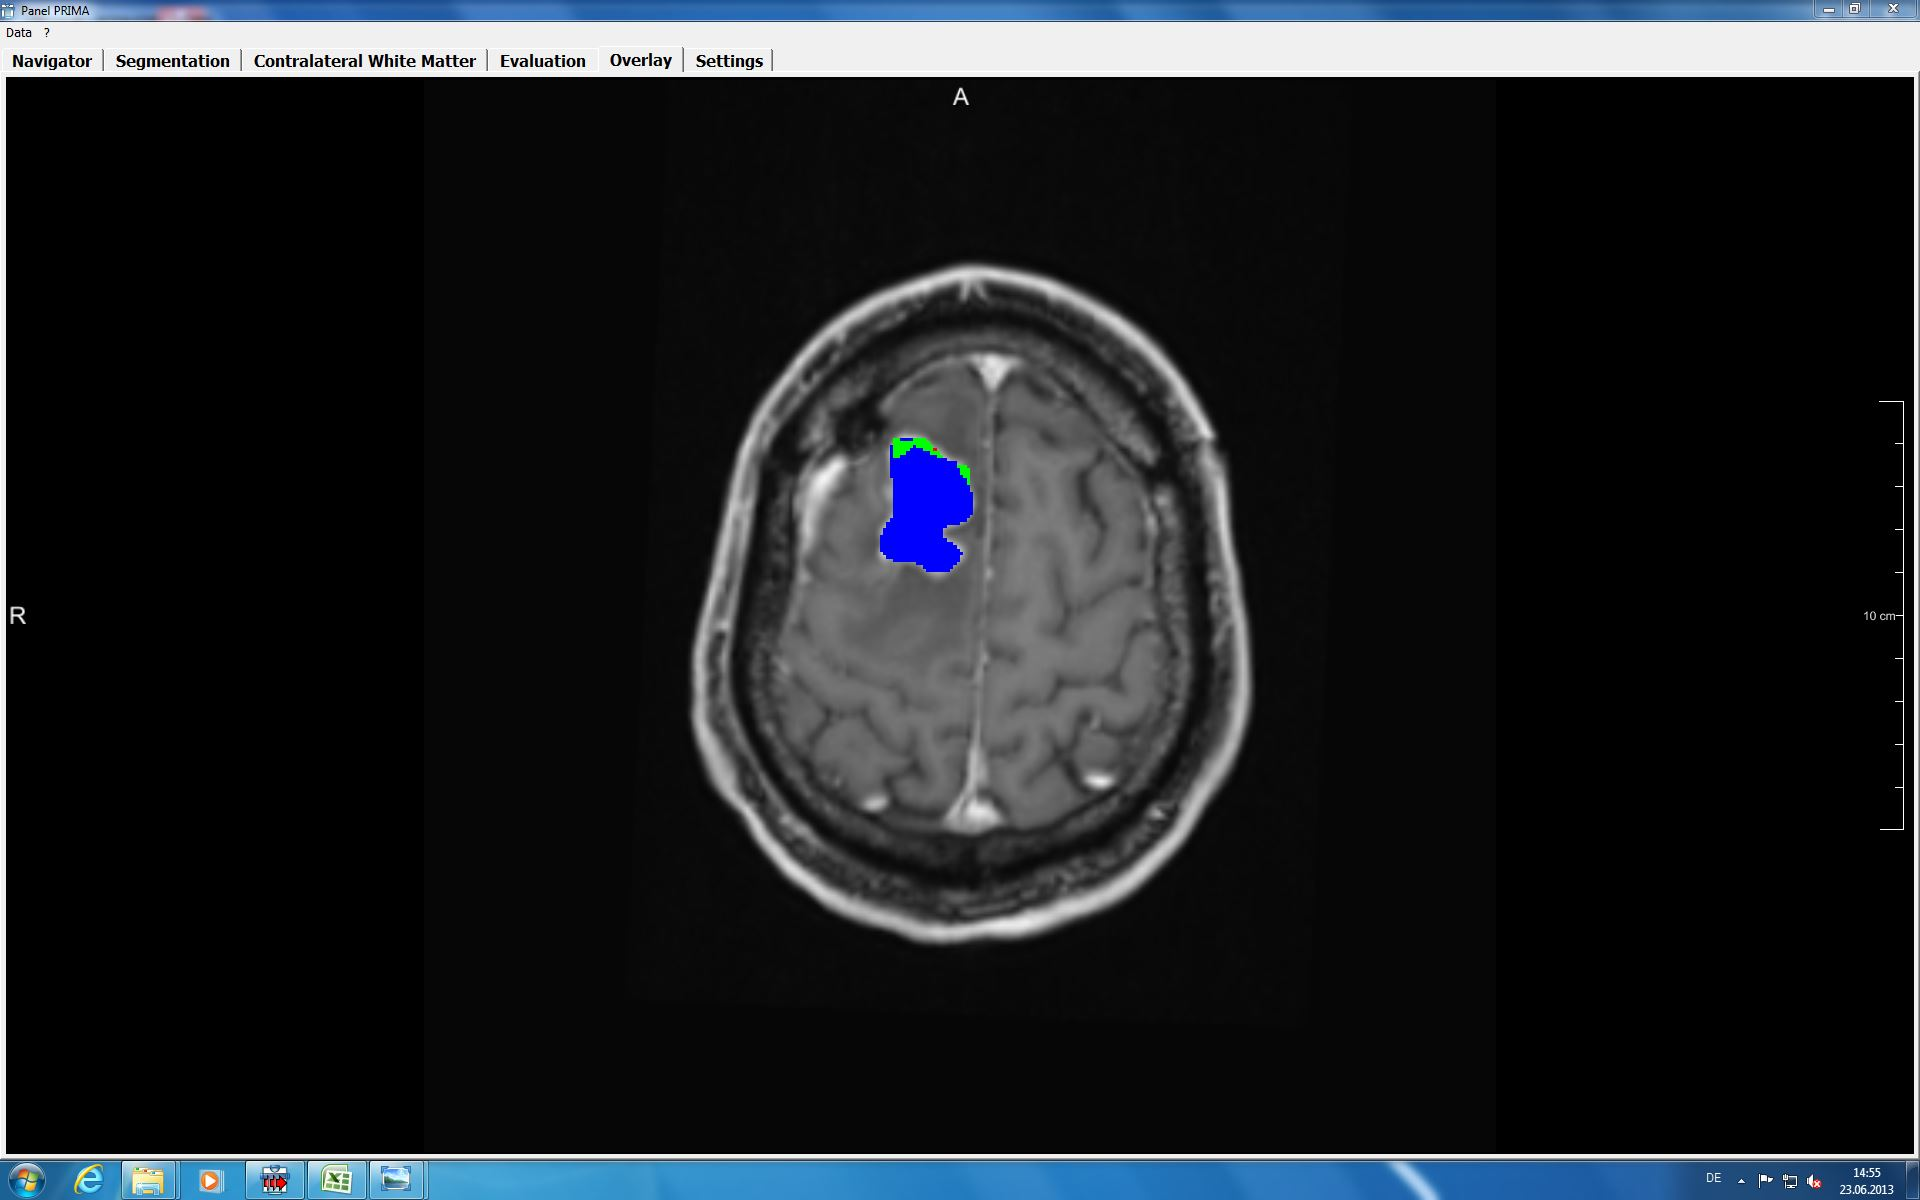 Panel PRIMA
Data ?
Navigator Segmentation Contralateral White Matter Evaluation Overlay Settings
A
R
10 cm
DE
14:55
23.06.2013